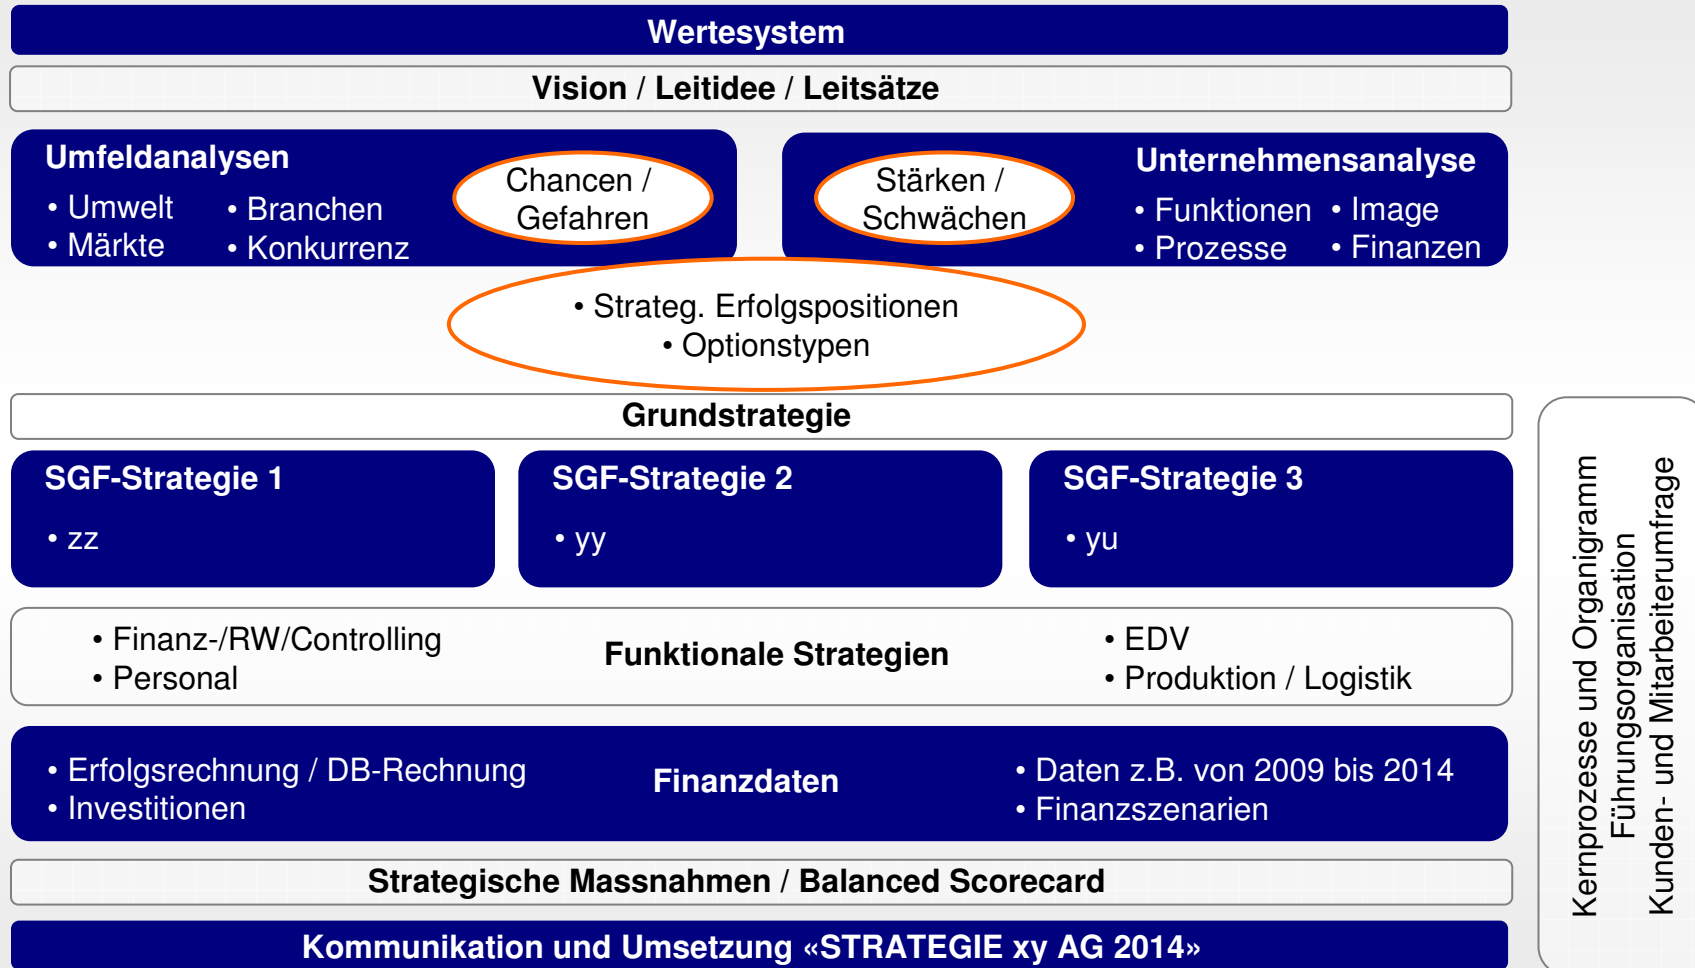 Wertesystem
Vision / Leitidee / Leitsätze
Umfeldanalysen
• Umwelt
• Märkte
• Branchen
• Konkurrenz
Chancen /
Gefahren
Stärken /
Schwächen
Unternehmensanalyse
• Funktionen
• Prozesse
• Image
• Finanzen
• Strateg. Erfolgspositionen
• Optionstypen
Grundstrategie
SGF-Strategie 1
• zz
SGF-Strategie 2
• yy
SGF-Strategie 3
• yu
• Finanz-/RW/Controlling
• Personal
Funktionale Strategien
• EDV
• Produktion / Logistik
• Erfolgsrechnung / DB-Rechnung
• Investitionen
Finanzdaten
• Daten z.B. von 2009 bis 2014
• Finanzszenarien
Strategische Massnahmen / Balanced Scorecard
Kommunikation und Umsetzung «STRATEGIE xy AG 2014»
Kernprozesse und Organigramm
Führungsorganisation
Kunden- und Mitarbeiterumfrage